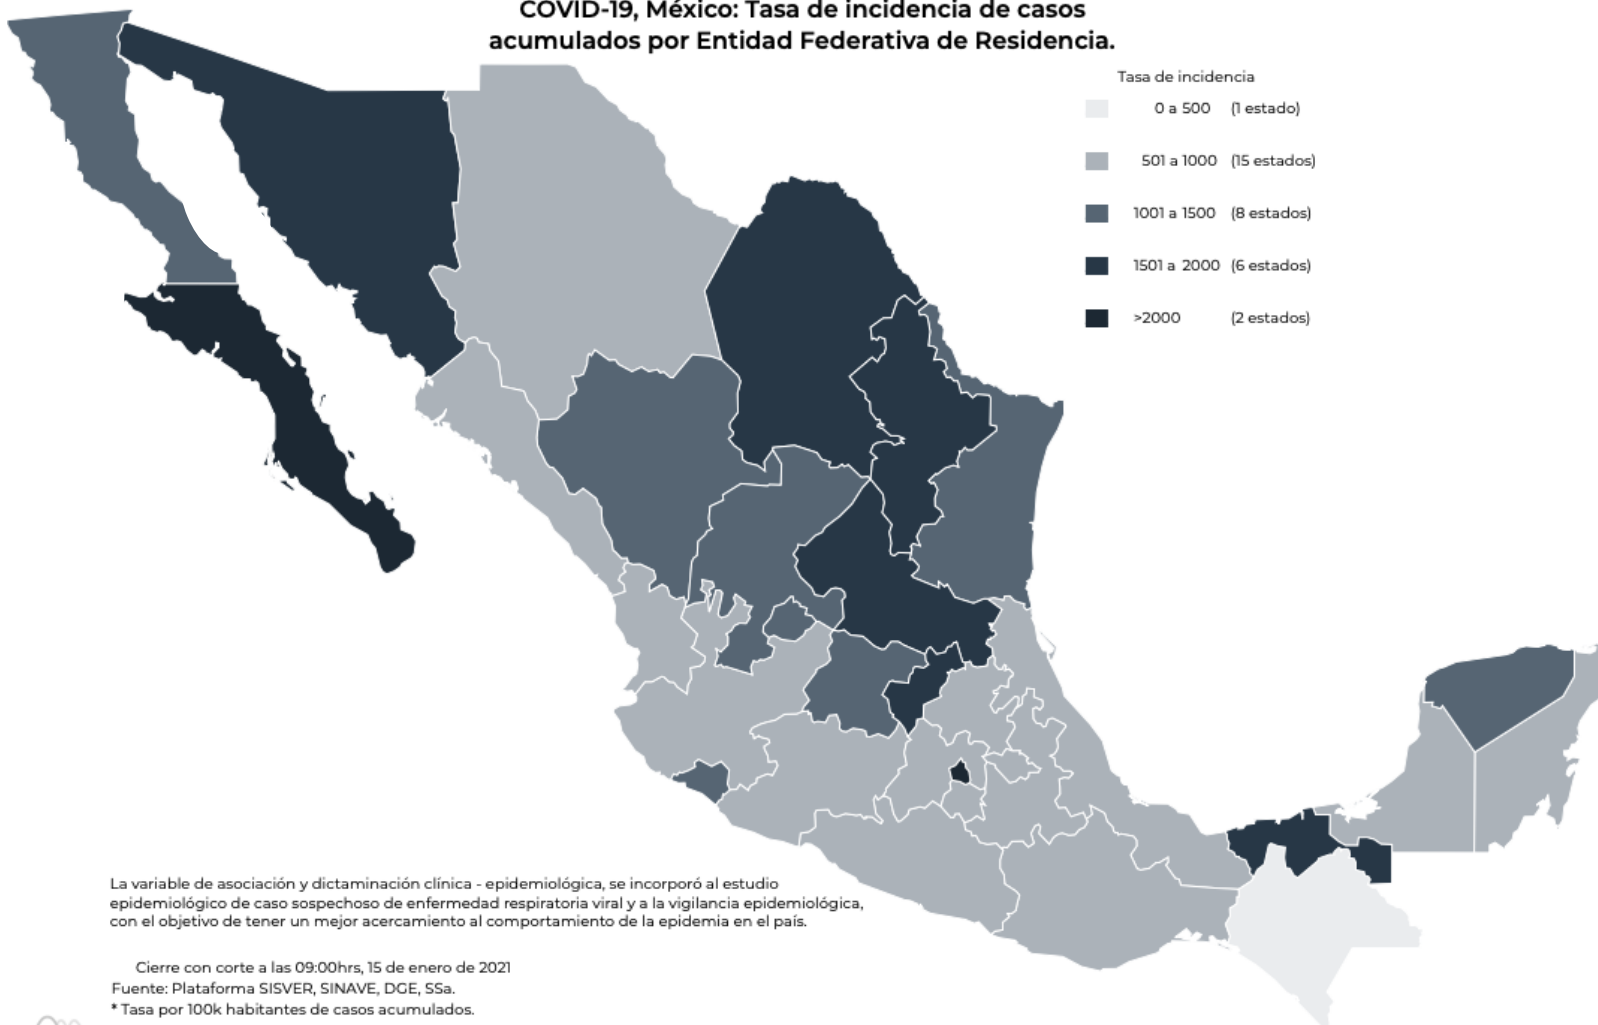 COVID-19, México: Tasa de incidencia de casos
acumulados por Entidad Federativa de Residencia.
Tasa de incidencia
0 a 500 (1 estado)
501 a 1000 (15 estados)
1001 a 1500 (8 estados)
1501 a 2000 (6 estados)
>2000 (2 estados)
La variable de asociación y dictaminación clínica - epidemiológica, se incorporó al estudio
epidemiológico de caso sospechoso de enfermedad respiratoria viral y a la vigilancia epidemiológica,
con el objetivo de tener un mejor acercamiento al comportamiento de la epidemia en el país.
Cierre con corte a las 09:00hrs, 15 de enero de 2021
Fuente: Plataforma SISVER, SINAVE, DGE, SSa.
* Tasa por 100k habitantes de casos acumulados.